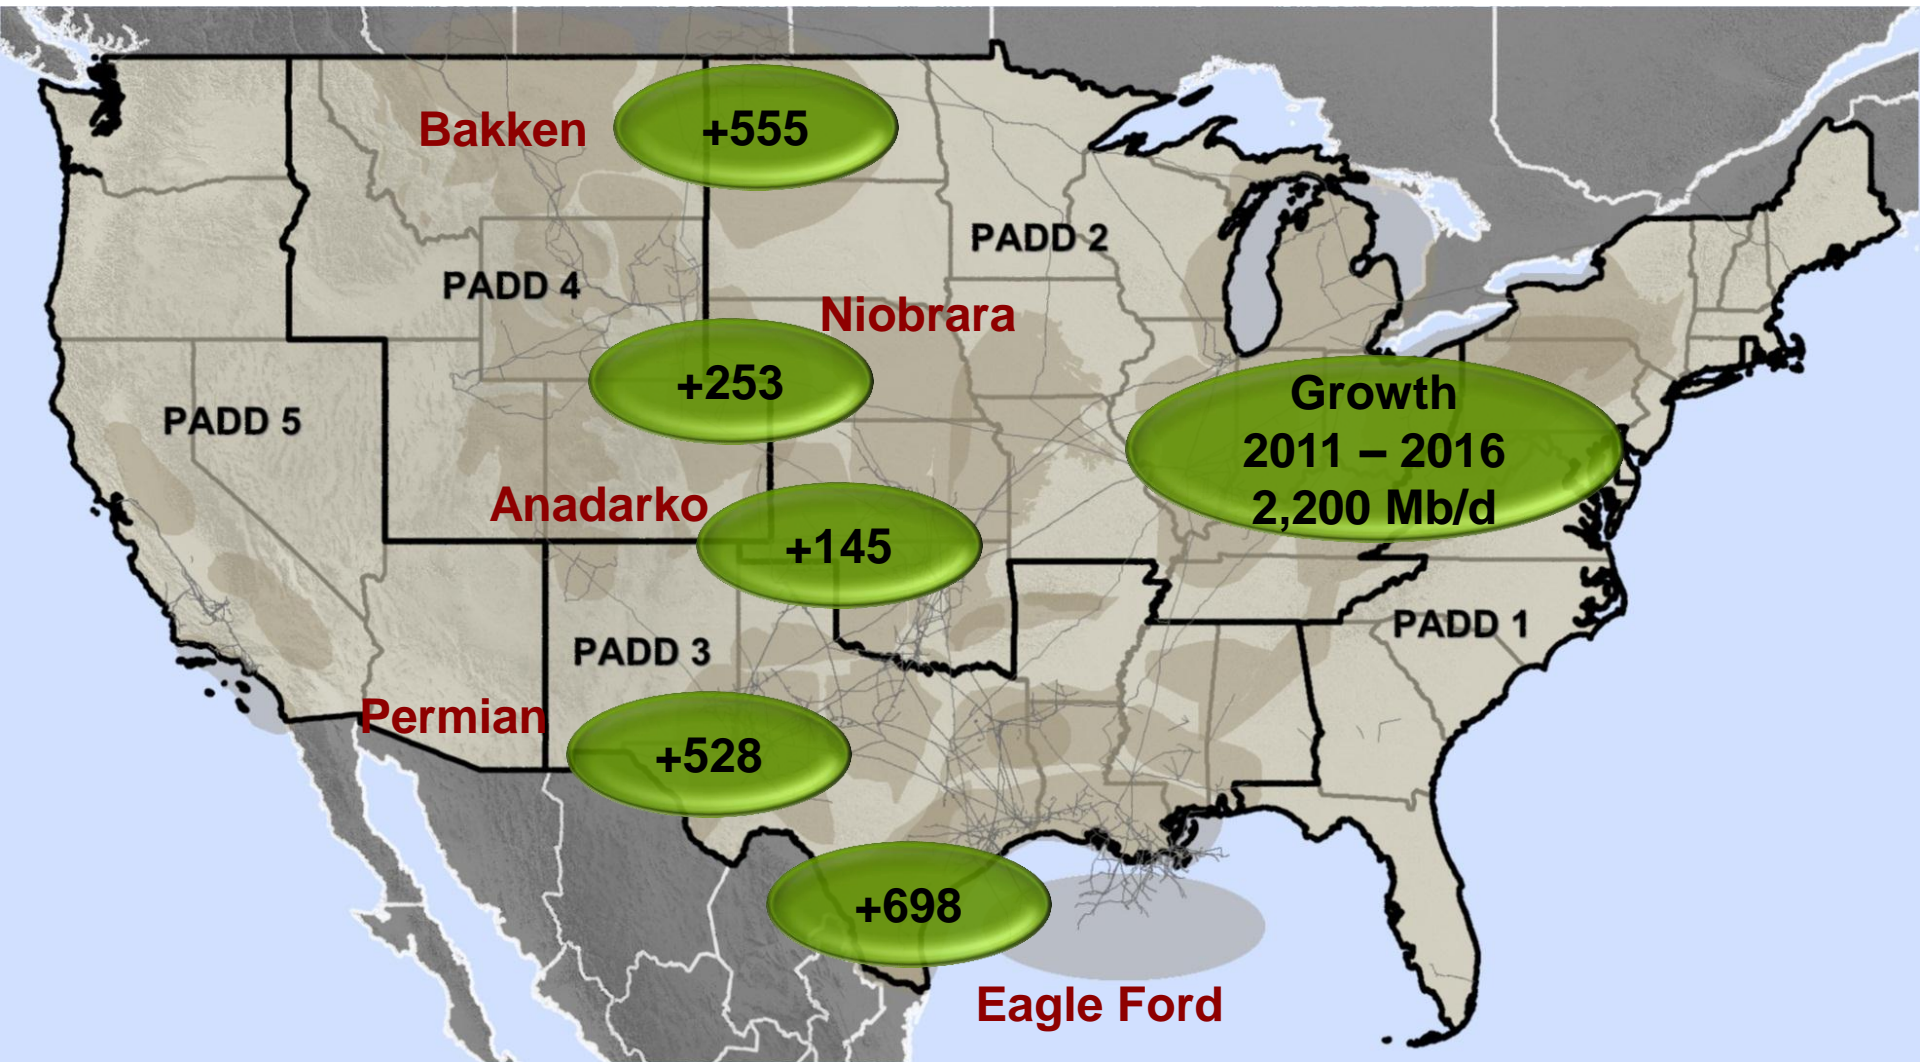 Bakken
+555
PADD 2
PADD 4
Niobrara
+253
PADD 5
Growth
2011 – 2016
2,200 Mb/d
Anadarko
+145
PADD 1
PADD 3
Permian
+528
+698
Eagle Ford